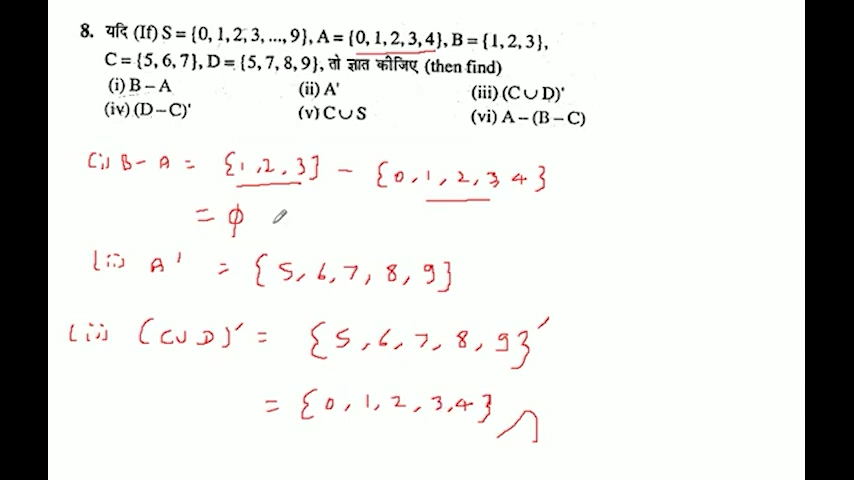 8. यदि (If) S = {0, 1, 2, 3, ..., 9}, A = {0, 1, 2, 3, 4}, B = {1, 2, 3},
C = {5, 6, 7}, D = {5, 7, 8, 9}, तो ज्ञात कीजिए (then find)
(i) B – A (ii) A' (iii) (C ∪ D)'
(iv) (D – C)' (v) C ∪ S (vi) A – (B – C)
(i) B - A = {1, 2, 3} - {0, 1, 2, 3 4}
= ϕ
(ii) A' = {5, 6, 7, 8, 9}
(iii) (C ∪ D)' = {5, 6, 7, 8, 9}'
= {0, 1, 2, 3, 4}